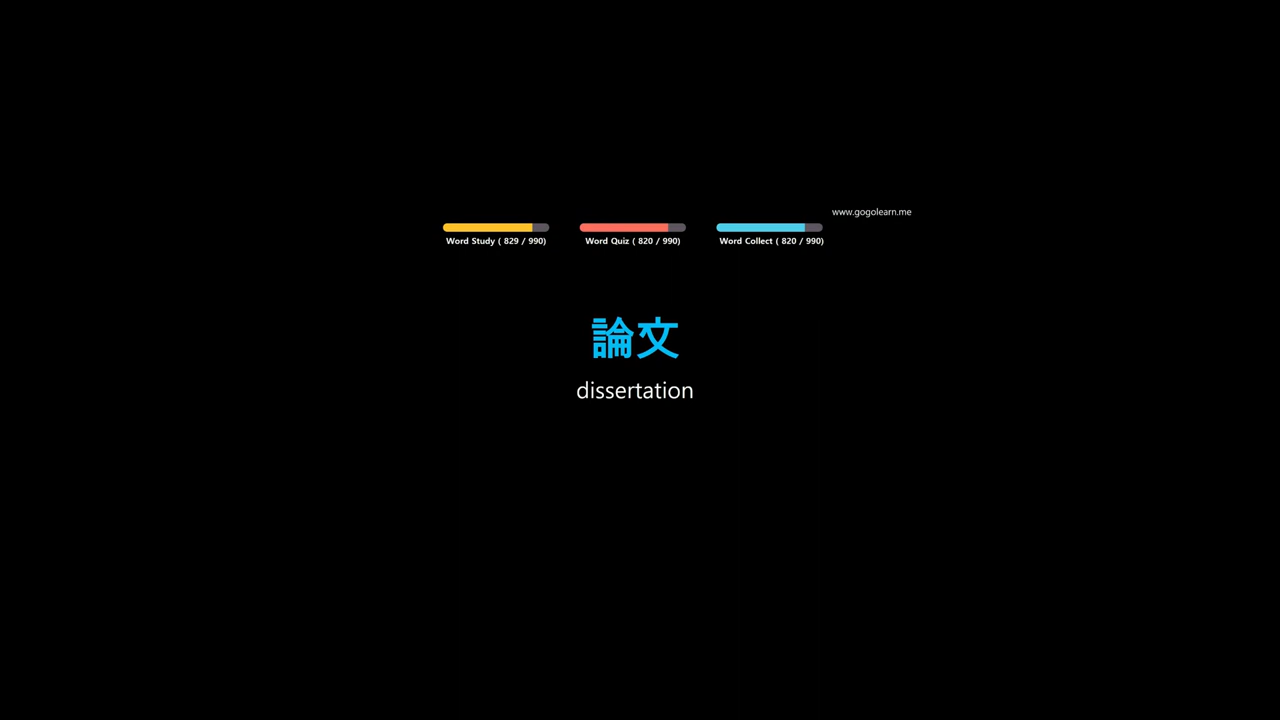 www.gogolearn.me
Word Study ( 829 / 990)
Word Quiz ( 820 / 990)
Word Collect ( 820 / 990)
論文
dissertation